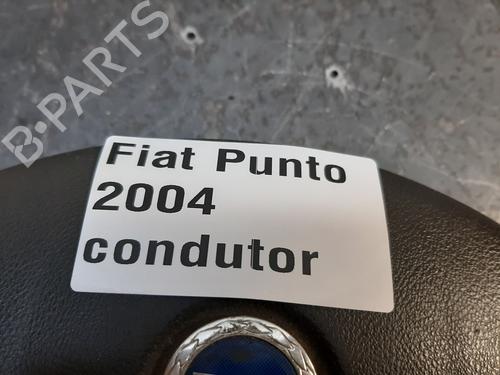 B-PARTS
Fiat Punto
2004
condutor